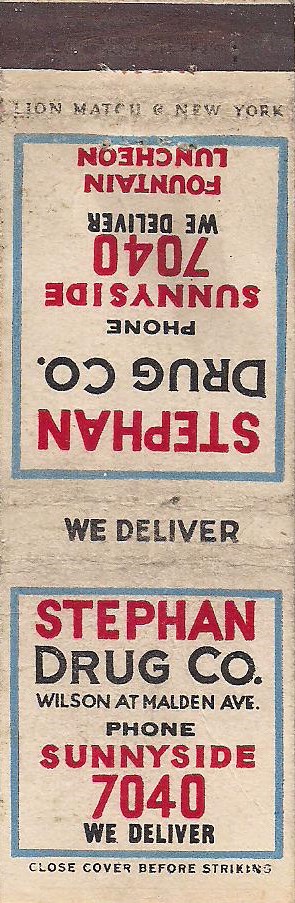 LION MATCH C NEW YORK
STEPHAN
DRUG CO.
PHONE
SUNNYSIDE
7040
WE DELIVER
FOUNTAIN
LUNCHEON
WE DELIVER
STEPHAN
DRUG CO.
WILSON AT MALDEN AVE.
PHONE
SUNNYSIDE
7040
WE DELIVER
CLOSE COVER BEFORE STRIKING